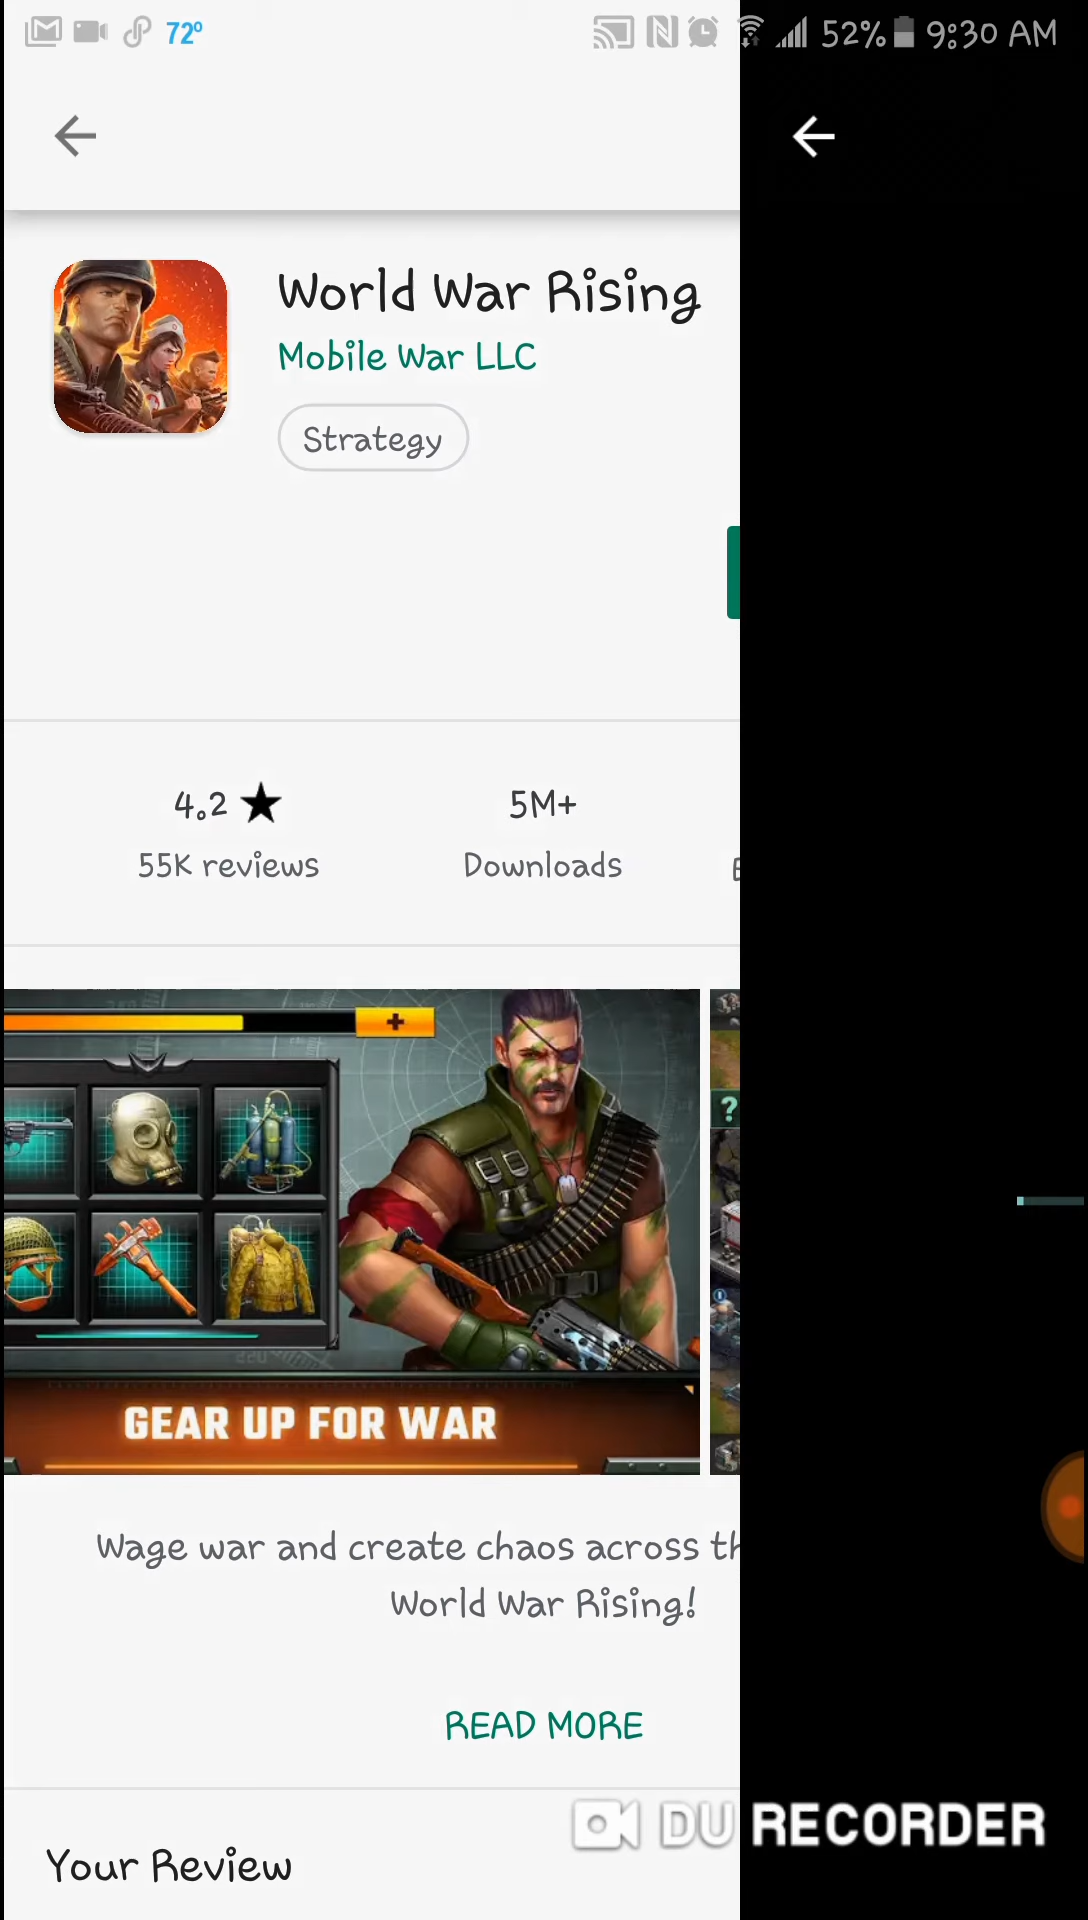 72° 52% 9:30 AM
World War Rising
Mobile War LLC
Strategy
4.2 ★ 5M+
55K reviews Downloads
GEAR UP FOR WAR
Wage war and create chaos across
World War Rising!
READ MORE
DU RECORDER
Your Review